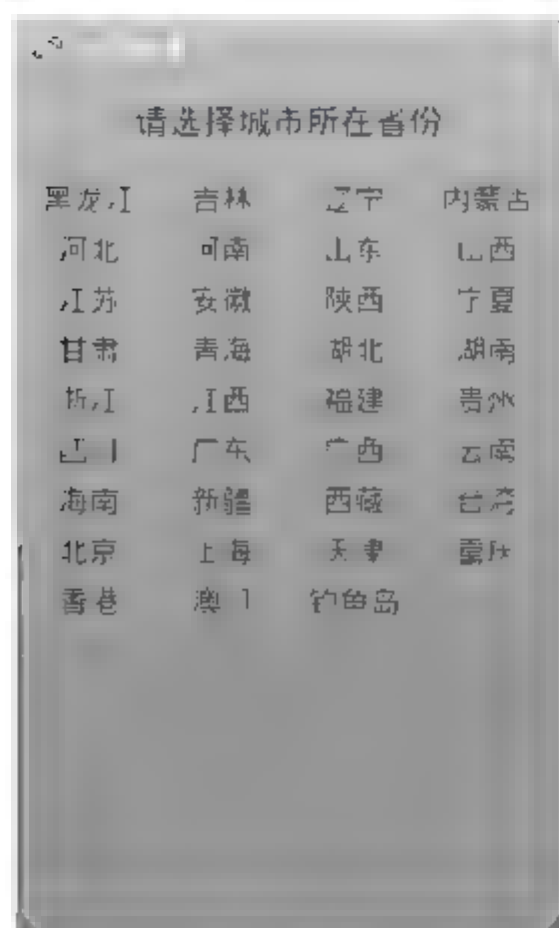 请选择城市所在省份
黑龙江 吉林 辽宁 内蒙古
河北 河南 山东 山西
江苏 安徽 陕西 宁夏
甘肃 青海 湖北 湖南
浙江 江西 福建 贵州
四川 广东 广西 云南
海南 新疆 西藏 台湾
北京 上海 天津 重庆
香港 澳门 钓鱼岛